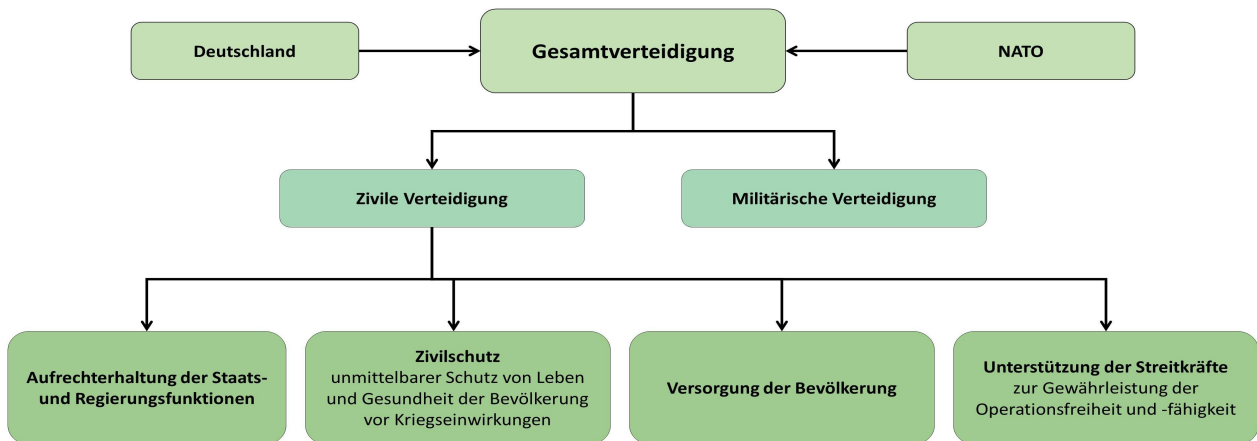 Deutschland
Gesamtverteidigung
NATO
Zivile Verteidigung
Militärische Verteidigung
Aufrechterhaltung der Staats-
und Regierungsfunktionen
Zivilschutz
unmittelbarer Schutz von Leben
und Gesundheit der Bevölkerung
vor Kriegseinwirkungen
Versorgung der Bevölkerung
Unterstützung der Streitkräfte
zur Gewährleistung der
Operationsfreiheit und -fähigkeit